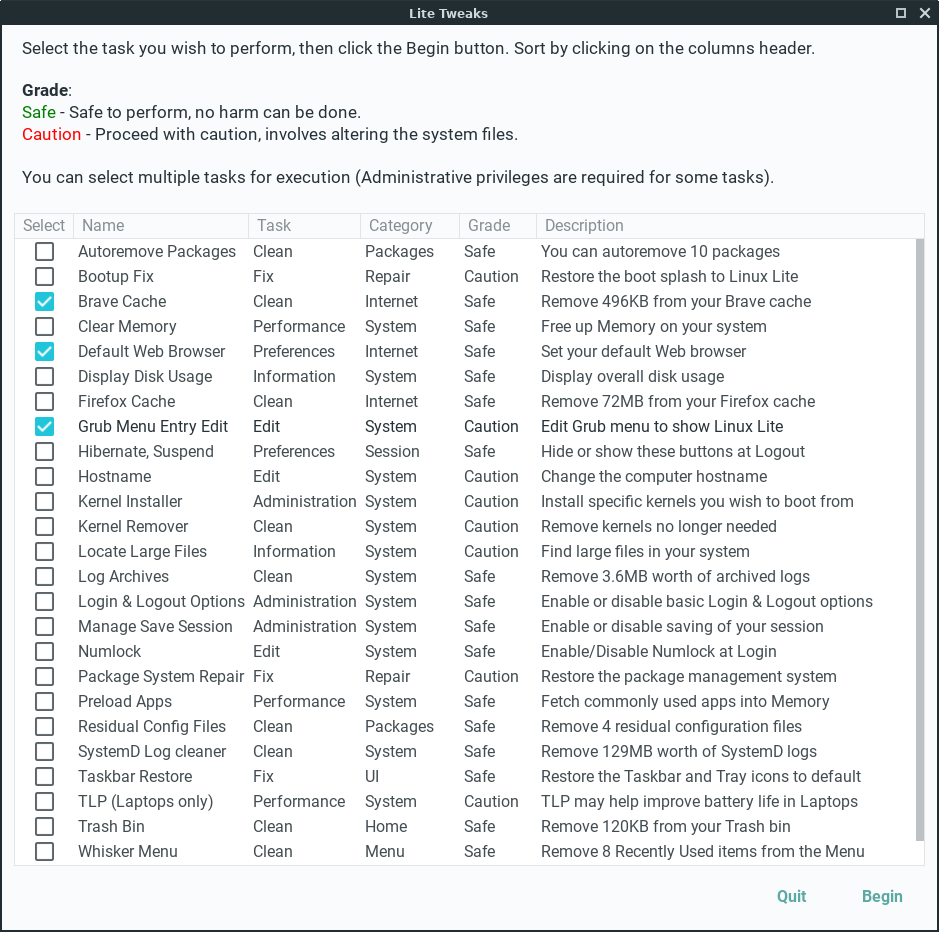 Lite Tweaks
Select the task you wish to perform, then click the Begin button. Sort by clicking on the columns header.
Grade:
Safe - Safe to perform, no harm can be done.
Caution - Proceed with caution, involves altering the system files.
You can select multiple tasks for execution (Administrative privileges are required for some tasks).
Select Name Task Category Grade Description
Autoremove Packages Clean Packages Safe You can autoremove 10 packages
Bootup Fix Fix Repair Caution Restore the boot splash to Linux Lite
Brave Cache Clean Internet Safe Remove 496KB from your Brave cache
Clear Memory Performance System Safe Free up Memory on your system
Default Web Browser Preferences Internet Safe Set your default Web browser
Display Disk Usage Information System Safe Display overall disk usage
Firefox Cache Clean Internet Safe Remove 72MB from your Firefox cache
Grub Menu Entry Edit Edit System Caution Edit Grub menu to show Linux Lite
Hibernate, Suspend Preferences Session Safe Hide or show these buttons at Logout
Hostname Edit System Caution Change the computer hostname
Kernel Installer Administration System Caution Install specific kernels you wish to boot from
Kernel Remover Clean System Caution Remove kernels no longer needed
Locate Large Files Information System Caution Find large files in your system
Log Archives Clean System Safe Remove 3.6MB worth of archived logs
Login & Logout Options Administration System Safe Enable or disable basic Login & Logout options
Manage Save Session Administration System Safe Enable or disable saving of your session
Numlock Edit System Safe Enable/Disable Numlock at Login
Package System Repair Fix Repair Caution Restore the package management system
Preload Apps Performance System Safe Fetch commonly used apps into Memory
Residual Config Files Clean Packages Safe Remove 4 residual configuration files
SystemD Log cleaner Clean System Safe Remove 129MB worth of SystemD logs
Taskbar Restore Fix UI Safe Restore the Taskbar and Tray icons to default
TLP (Laptops only) Performance System Caution TLP may help improve battery life in Laptops
Trash Bin Clean Home Safe Remove 120KB from your Trash bin
Whisker Menu Clean Menu Safe Remove 8 Recently Used items from the Menu
Quit Begin